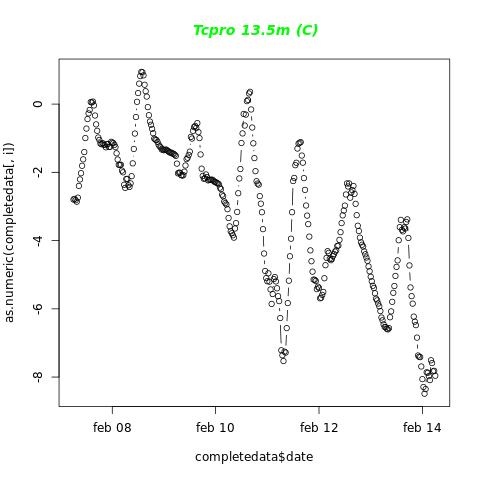 Tcpro 13.5m (C)
as.numeric(completedata[, i])
0
-2
-4
-6
-8
feb 08 feb 10 feb 12 feb 14
completedata$date